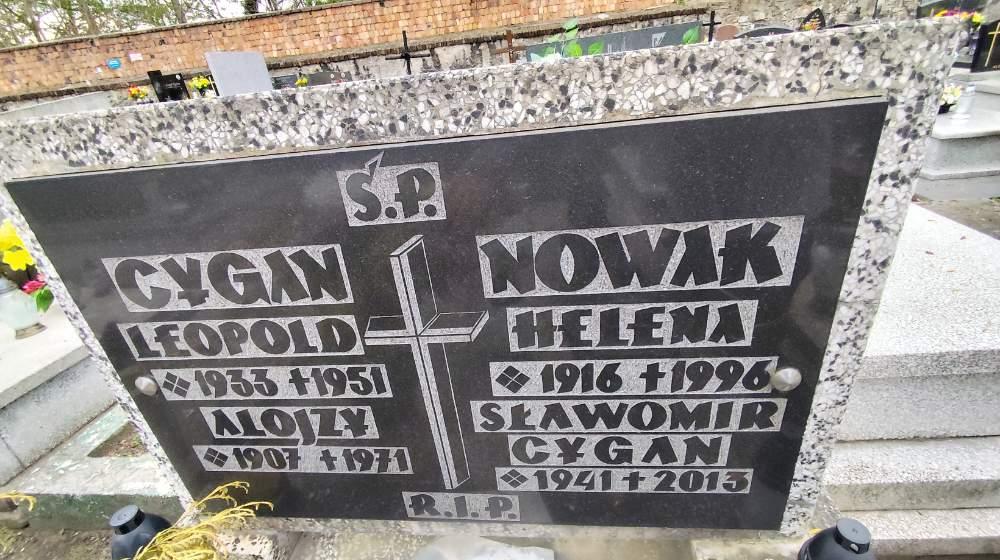 Ś.P.
CYGAN
LEOPOLD
1933 +1951
ALOJZY
1907 +1971
NOWAK
HELENA
1916 +1996
SŁAWOMIR
CYGAN
1941 + 2013
R.I.P.